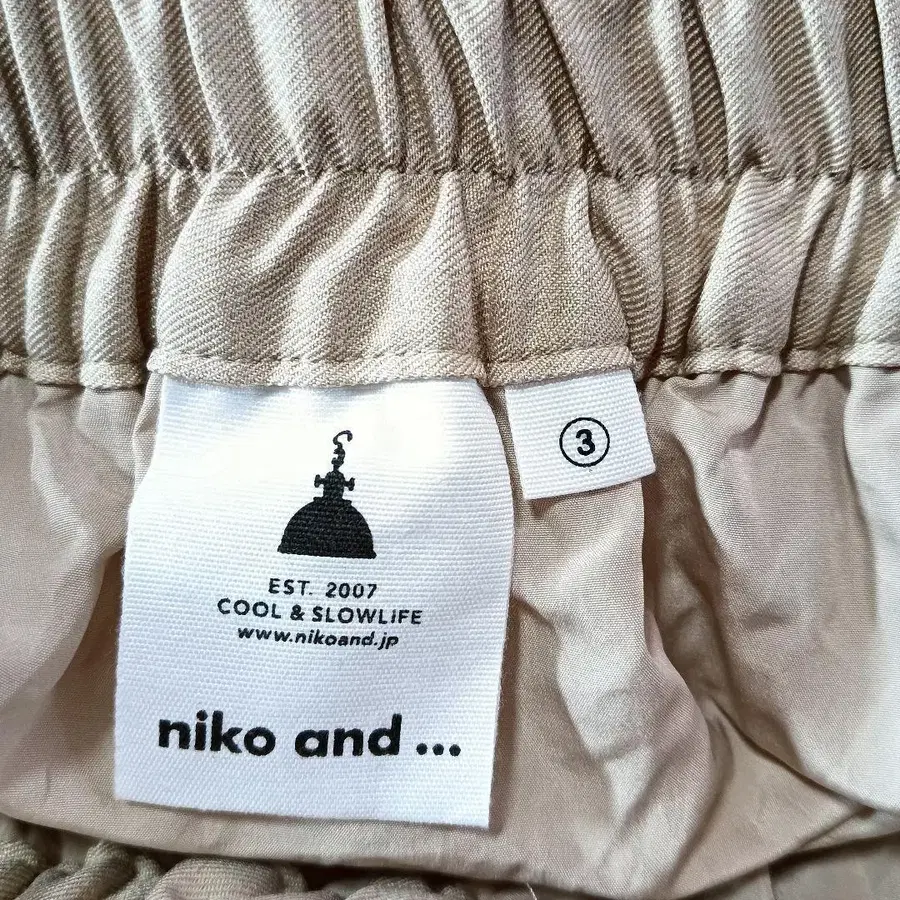 EST. 2007
COOL & SLOWLiFE
www.nikoand.jp
niko and ...
3